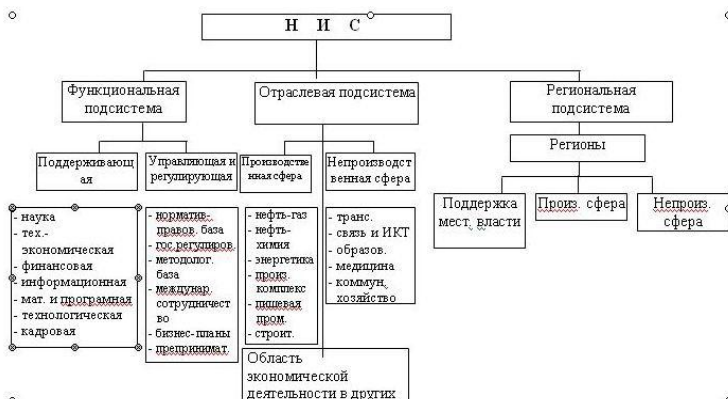 Н И С
Функциональная
подсистема
Отраслевая подсистема
Региональная
подсистема
Регионы
Поддерживающ
ая
Управляющая и
регулирующая
Производстве
нная сфера
Непроизводст
венная сфера
Поддержка
мест. власти
Произ. сфера
Непроиз.
сфера
- наука
- тех.-
экономическая
- финансовая
- информационная
- мат. и програмная
- технологическая
- кадровая
- норматив-
правов. база
- гос.регулиров.
- методолог.
база
- междунар.
сотрудничест
во
- бизнес-планы
- препринимат.
- нефть-газ
- нефть-
химия
- энергетика
- произ.
комплекс
- пищевая
пром.
- строит.
- транс.
- связь и ИКТ
- образов.
- медицина
- коммун.
хозяйство
Область
экономической
деятельности в других